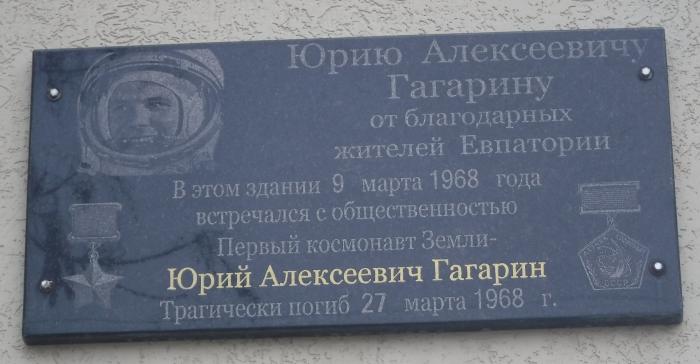 Юрию Алексеевичу
Гагарину
от благодарных
жителей Евпатории
В этом здании 9 марта 1968 года
встречался с общественностью
Первый космонавт Земли-
Юрий Алексеевич Гагарин
Трагически погиб 27 марта 1968 г.
СССР